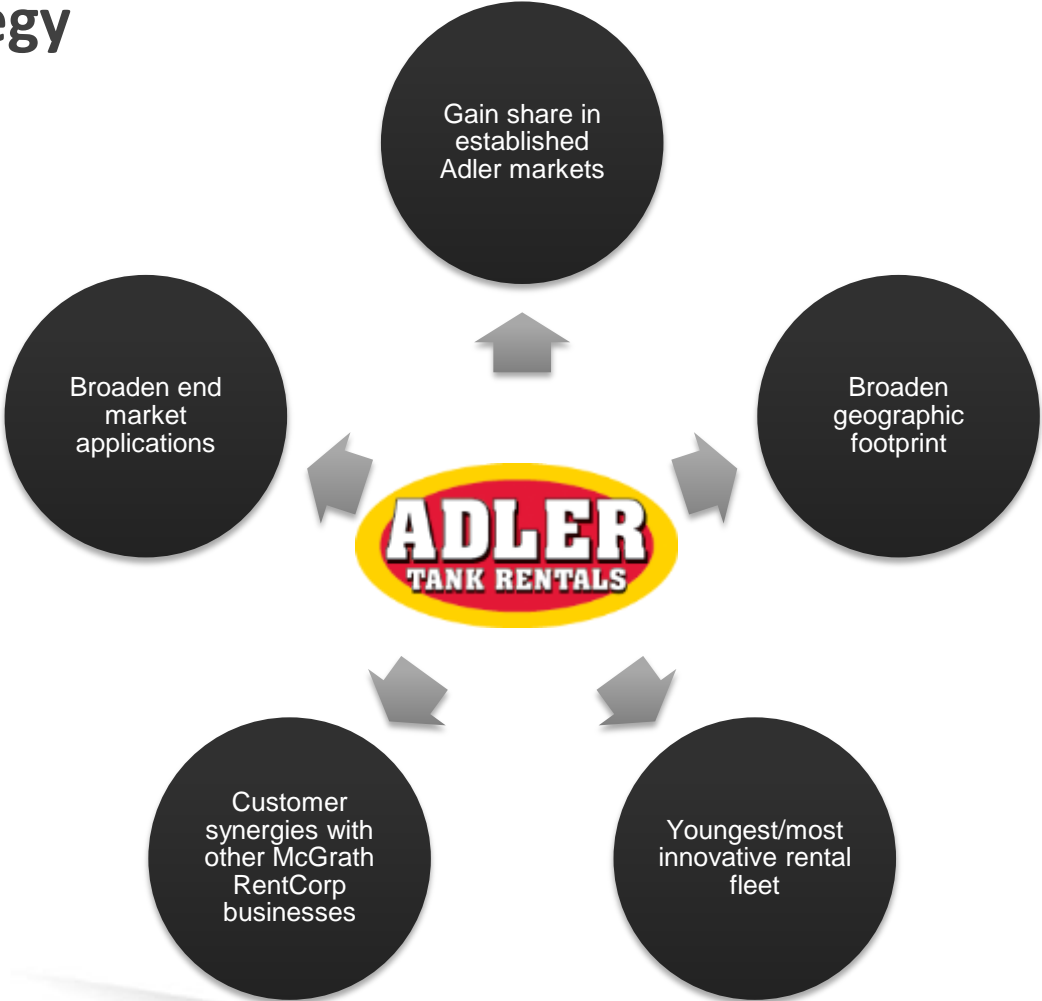 Gain share in
established
Adler markets
Broaden end
market
applications
Broaden
geographic
footprint
ADLER
TANK RENTALS
Customer
synergies with
other McGrath
RentCorp
businesses
Youngest/most
innovative rental
fleet